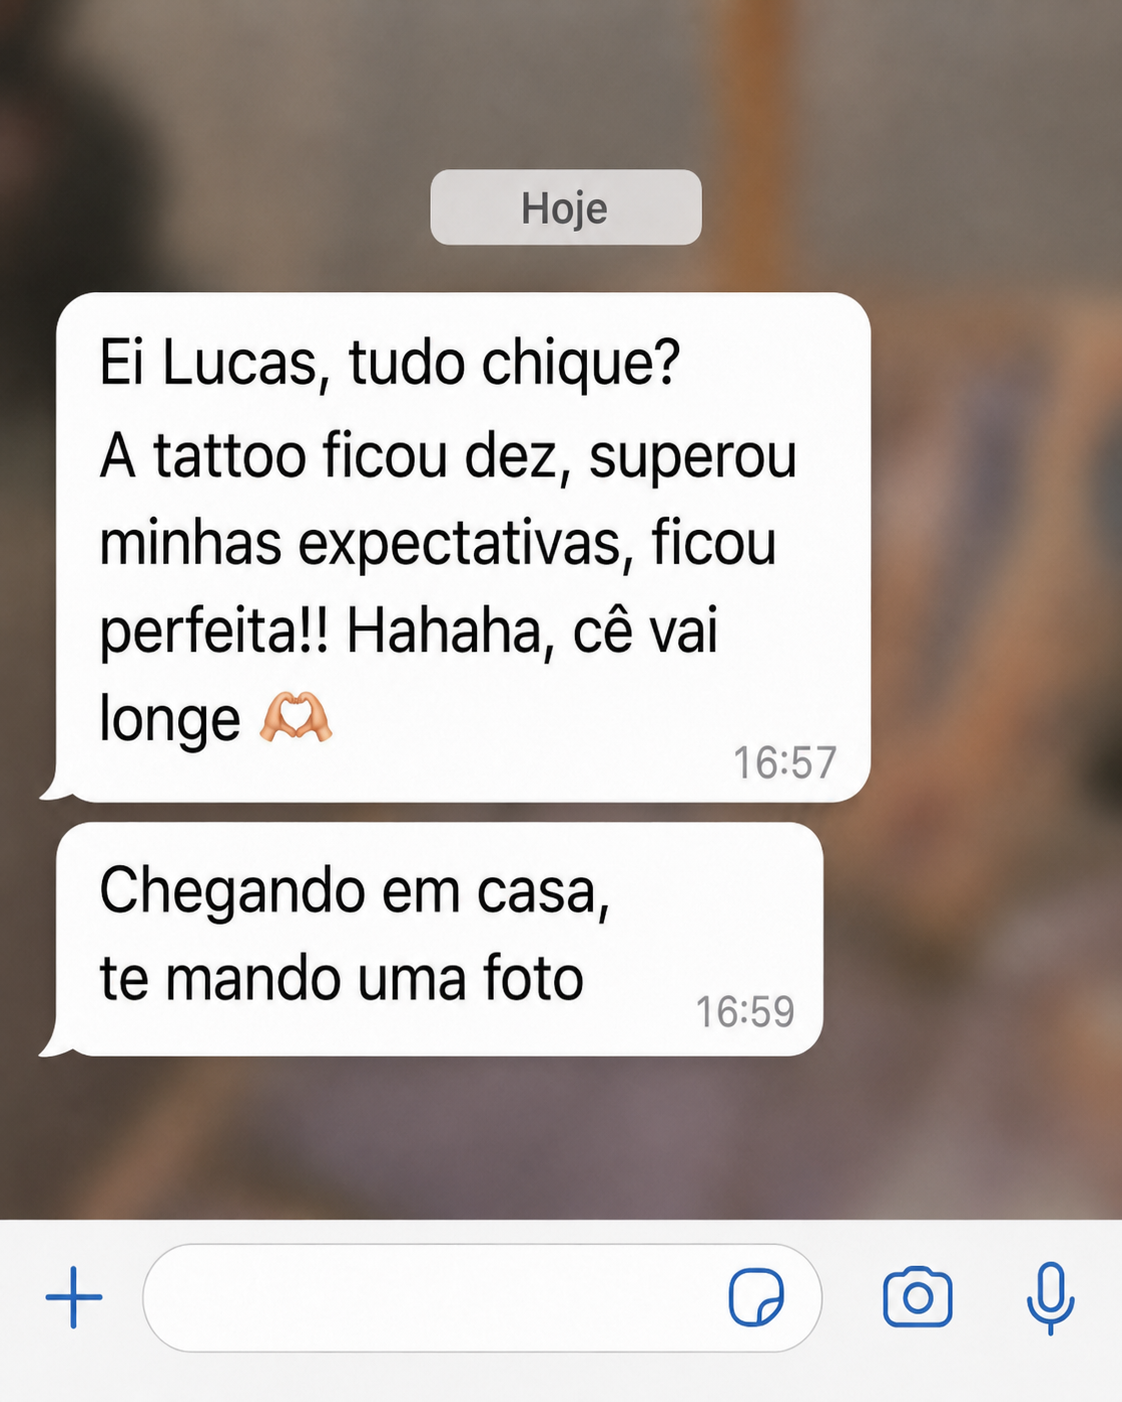 Hoje
Ei Lucas, tudo chique?
A tattoo ficou dez, superou
minhas expectativas, ficou
perfeita!! Hahaha, cê vai
longe 🫶🏼
16:57
Chegando em casa,
te mando uma foto
16:59